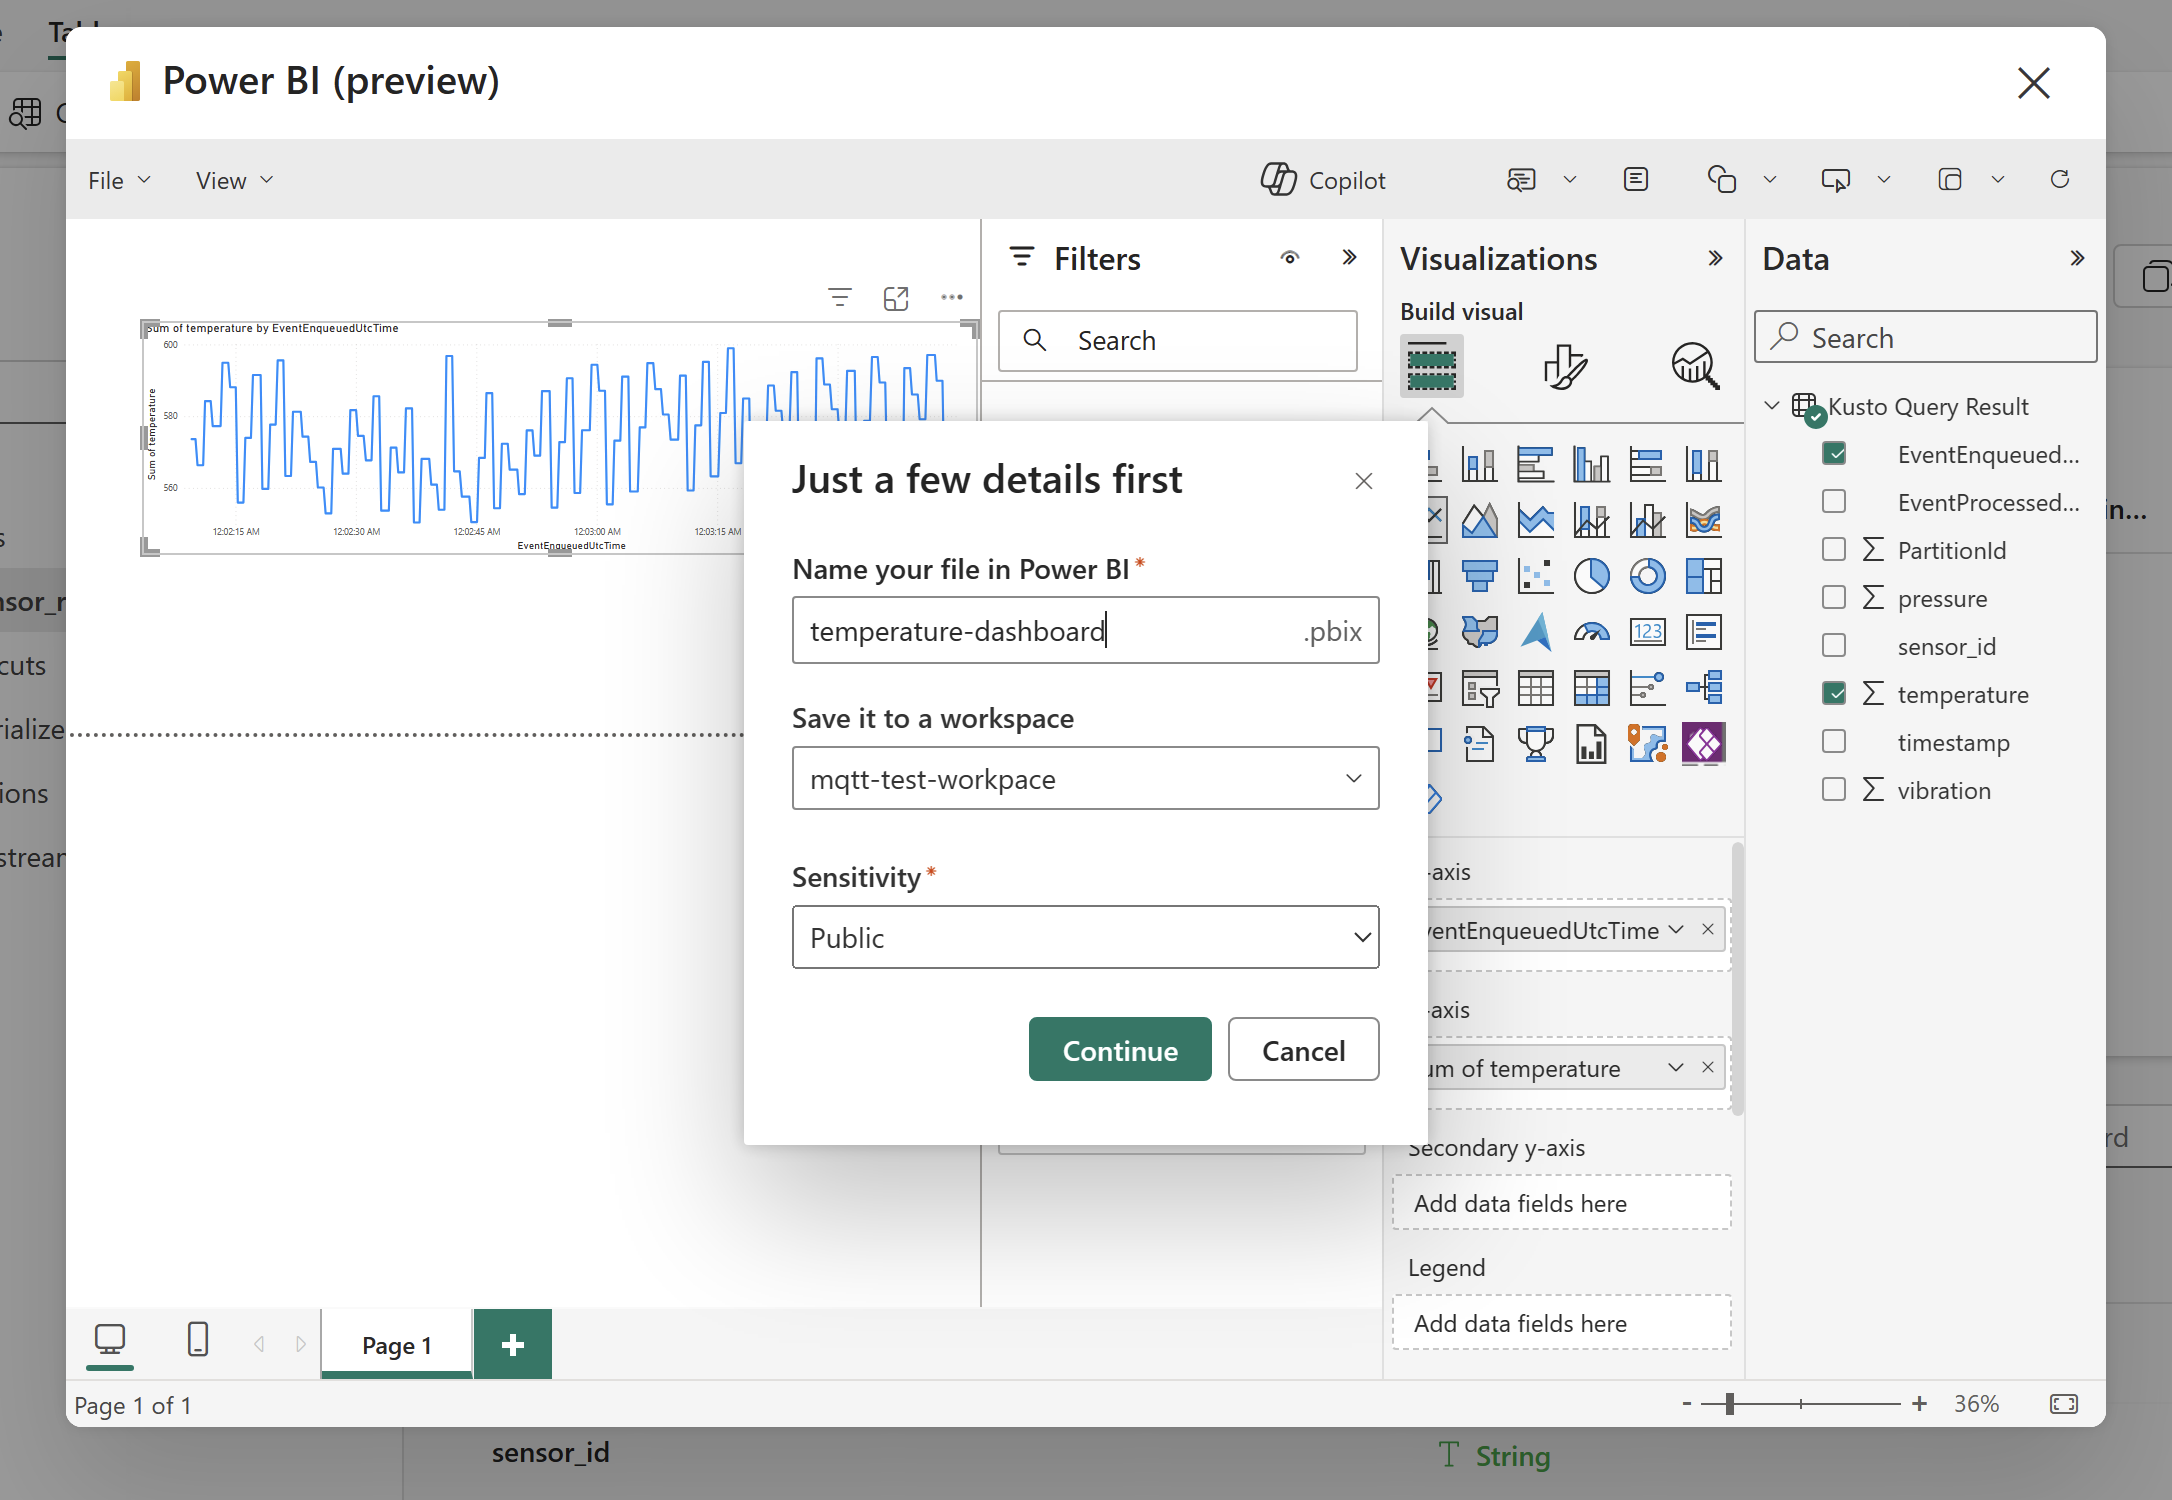 Power BI (preview)
File
View
Copilot
Filters
Search
Visualizations
Build visual
Data
Search
Kusto Query Result
EventEnqueued...
EventProcessed...
PartitionId
pressure
sensor_id
temperature
timestamp
vibration
Sum of temperature by EventEnqueuedUtcTime
Sum of temperature
600
580
560
12:02:15 AM
12:02:30 AM
12:02:45 AM
12:03:00 AM
12:03:15 AM
EventEnqueuedUtcTime
Just a few details first
Name your file in Power BI*
temperature-dashboard
.pbix
Save it to a workspace
mqtt-test-workpace
Sensitivity*
Public
Continue
Cancel
123
-axis
ventEnqueuedUtcTime
-axis
um of temperature
Secondary y-axis
Add data fields here
Legend
Add data fields here
Page 1
+
Page 1 of 1
- + 36%
nsor_r
cuts
rialize
ions
strear
in...
rd
sensor_id
String